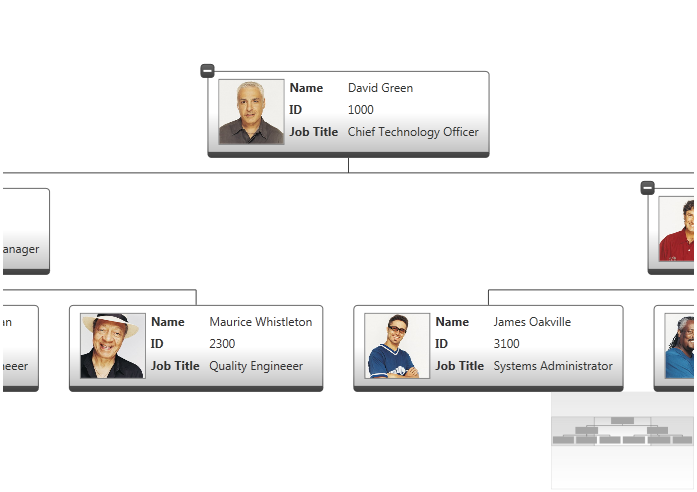 Name David Green
ID 1000
Job Title Chief Technology Officer
anager
an
Name Maurice Whistleton
ID 2300
neeer Job Title Quality Engineeer
Name James Oakville
ID 3100
Job Title Systems Administrator